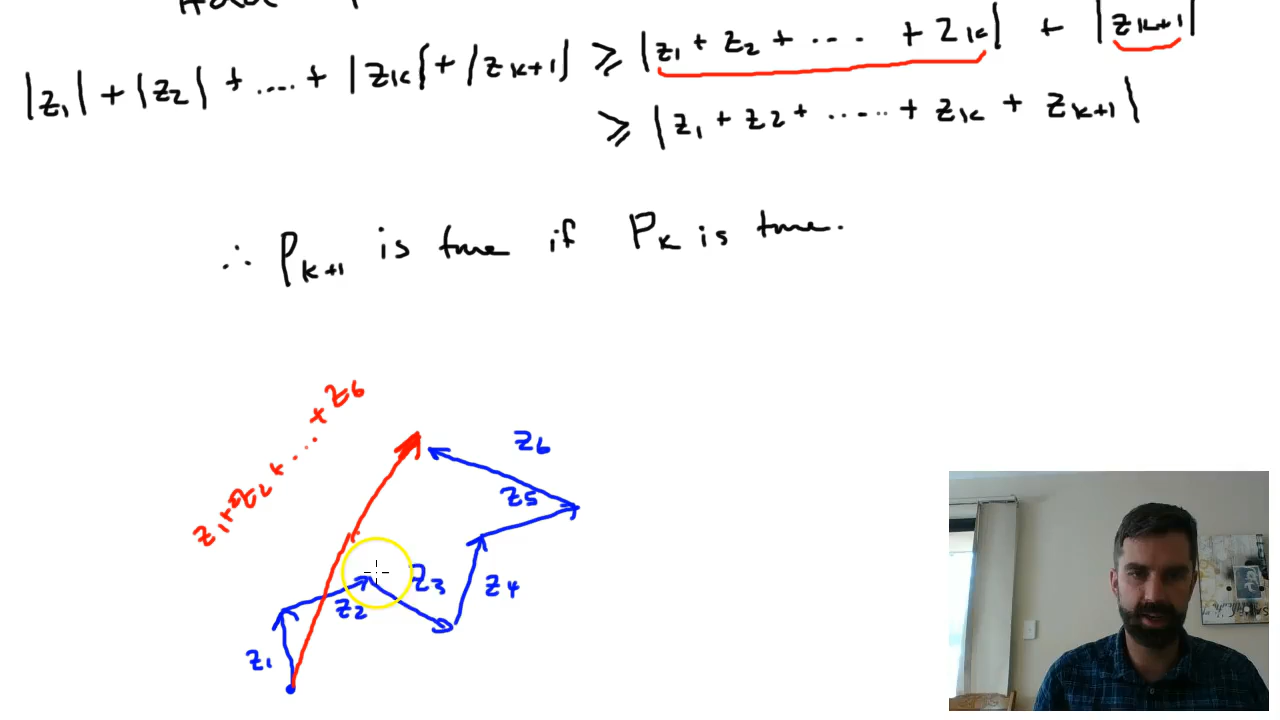 |z₁| + |z₂| + .... + |zₖ| + |zₖ₊₁| ⩾ |z₁ + z₂ + .... + zₖ| + |zₖ₊₁|
⩾ |z₁ + z₂ + ...... + zₖ + zₖ₊₁|
∴ Pₖ₊₁ is true if Pₖ is true.
z₁ + z₂ + ... + z₆
z₆
z₅
z₃
z₄
z₂
z₁